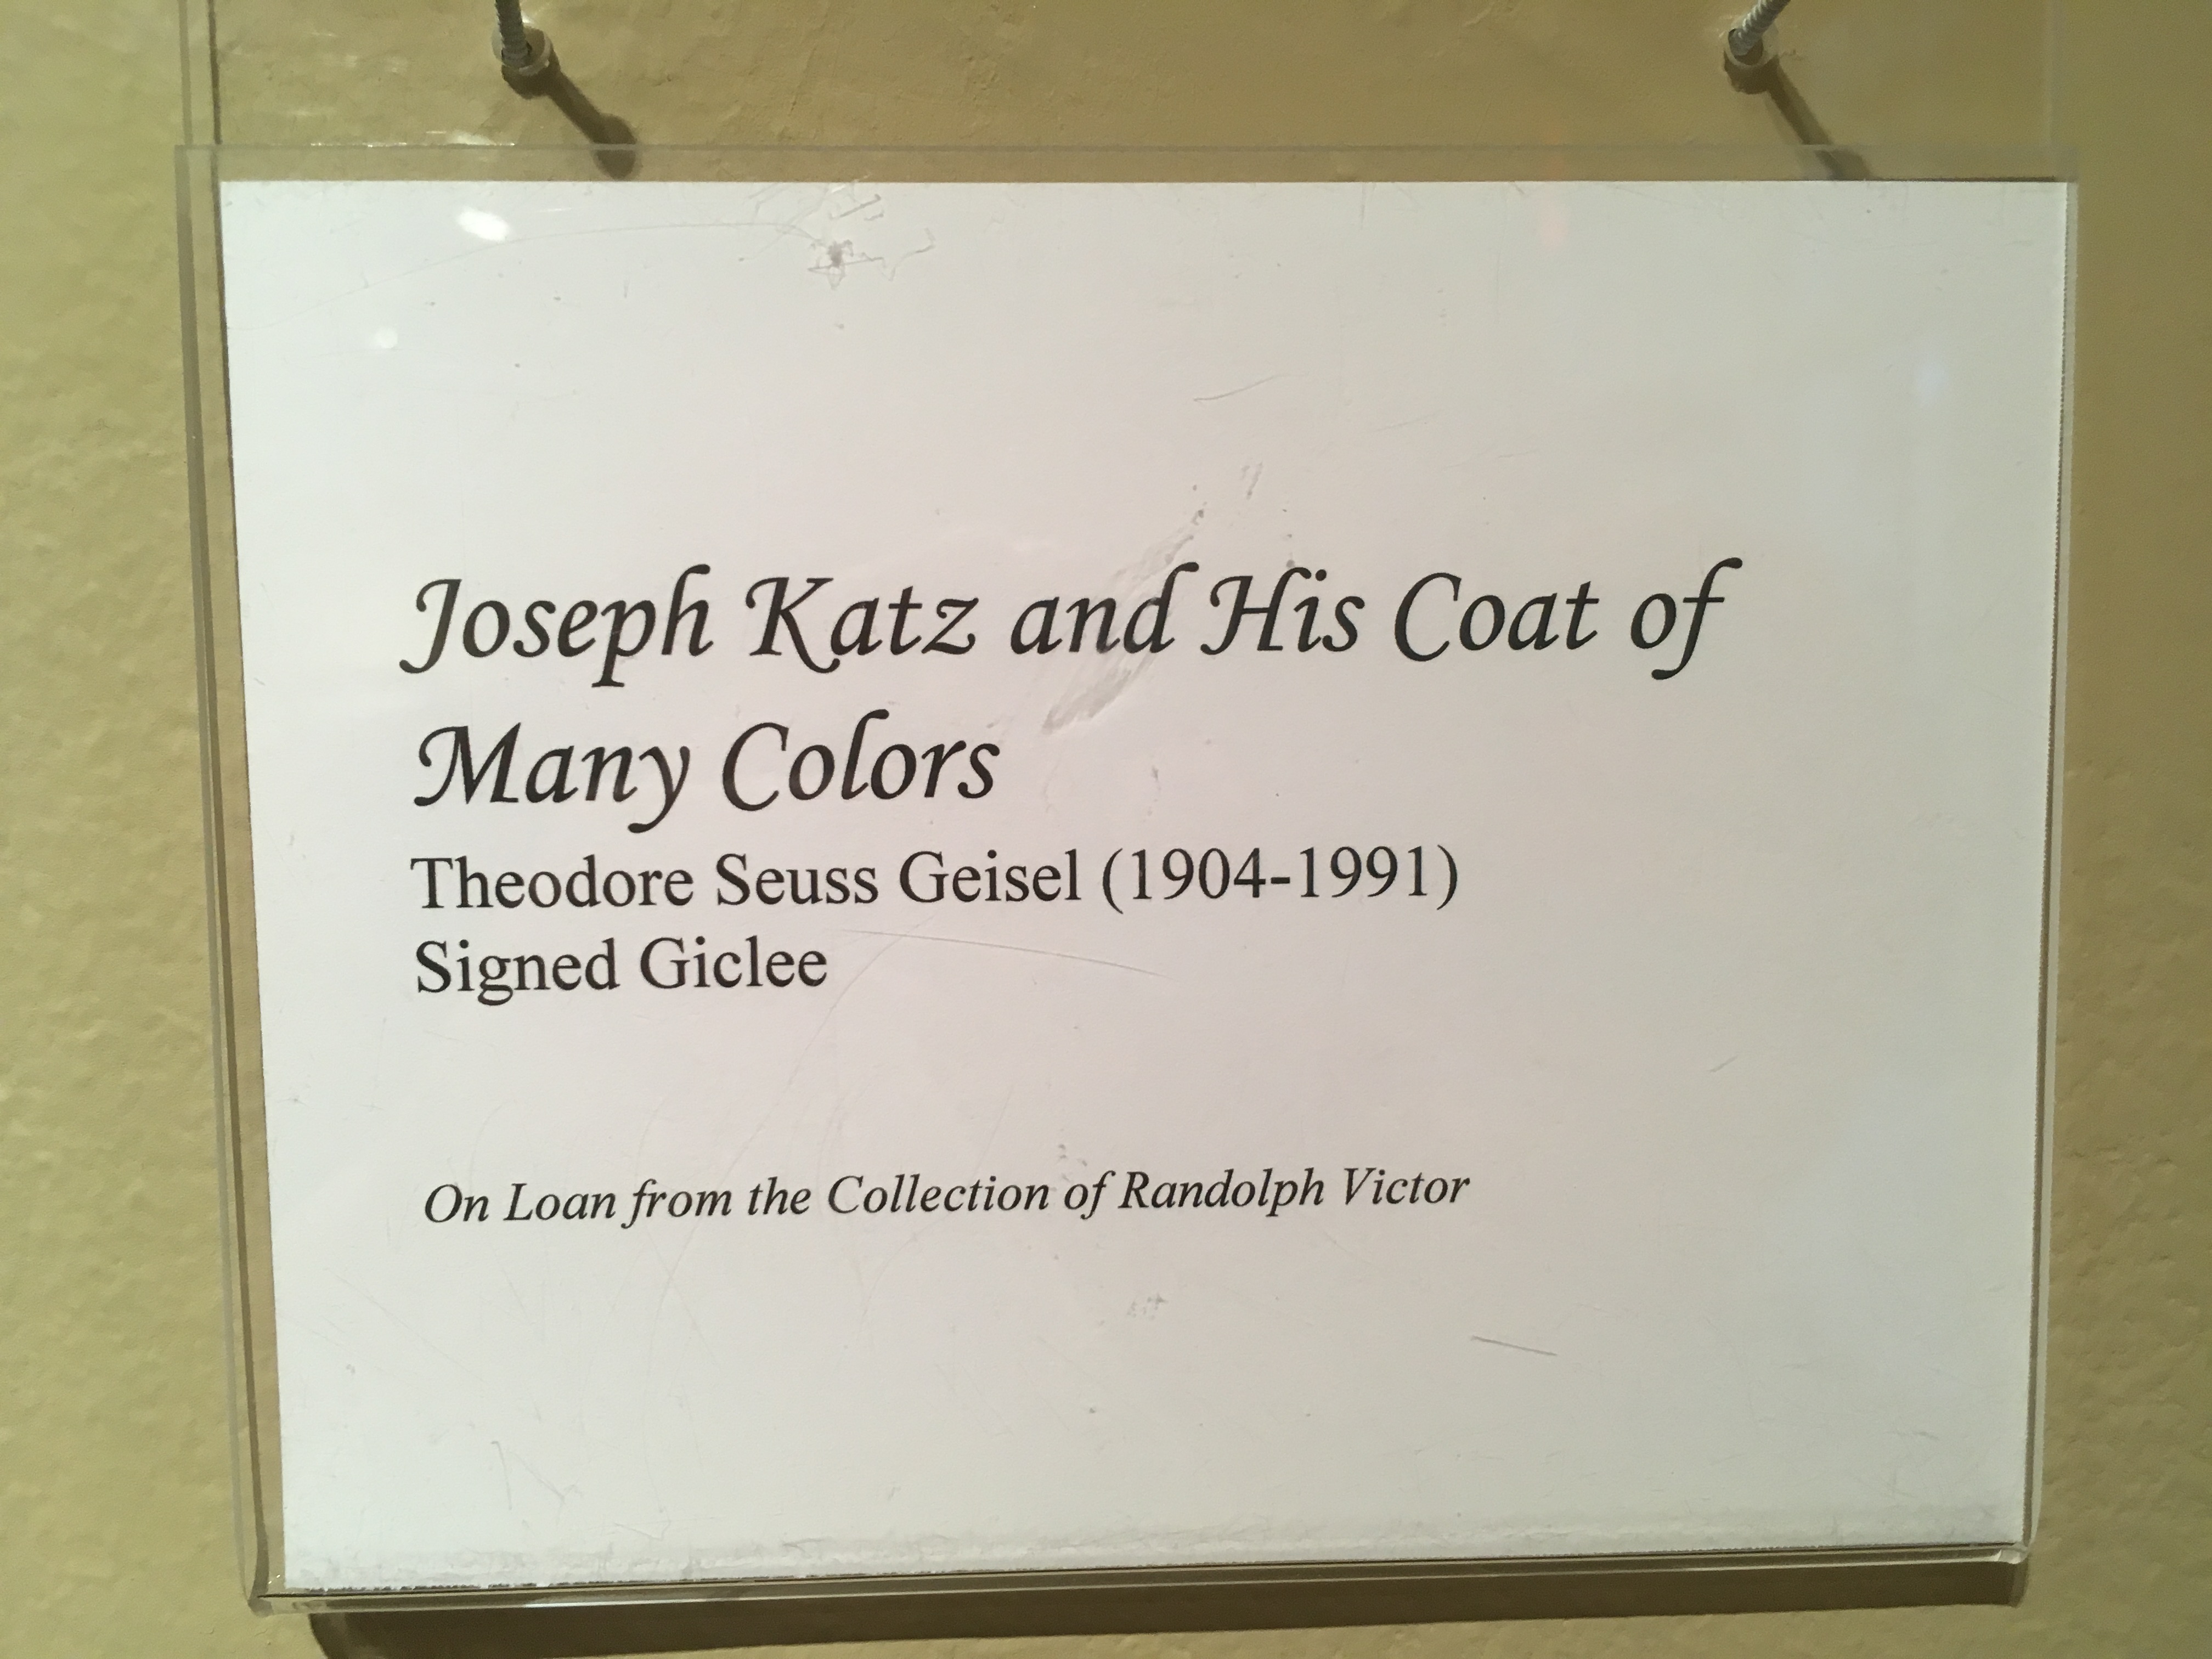 Joseph Katz and His Coat of
Many Colors
Theodore Seuss Geisel (1904-1991)
Signed Giclee
On Loan from the Collection of Randolph Victor